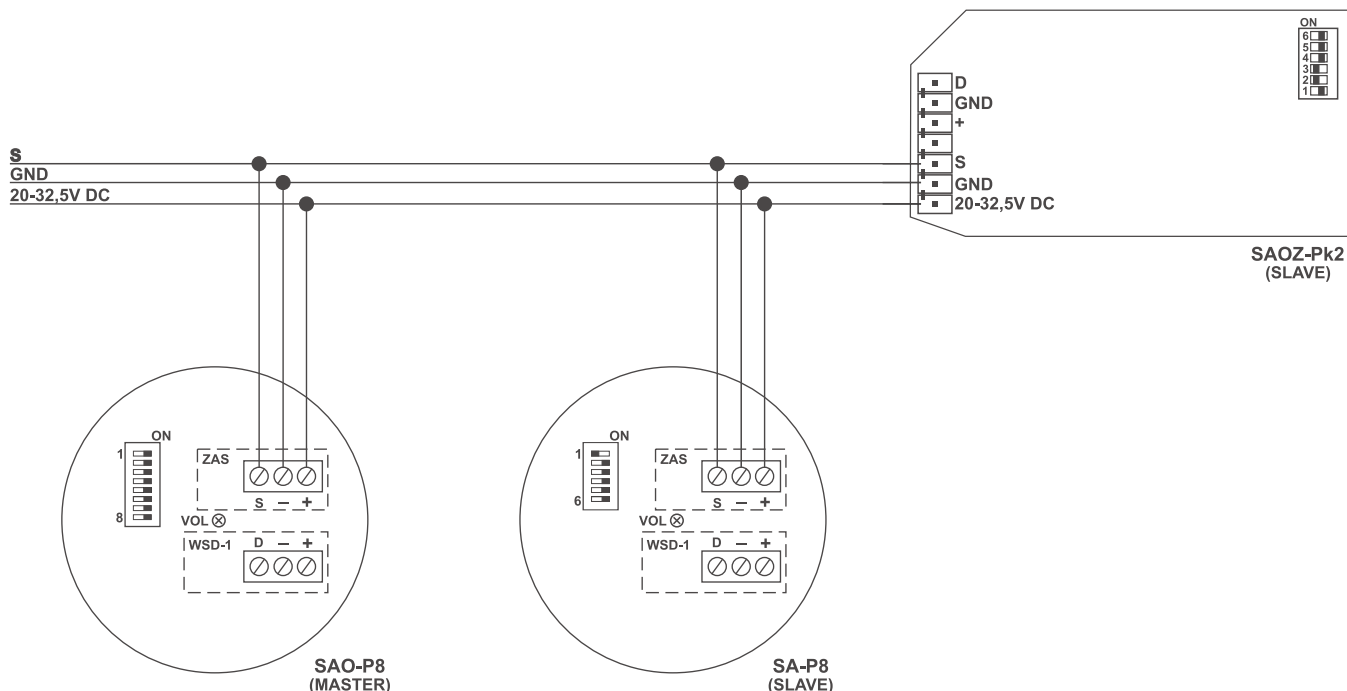 ON
6
5
4
3
2
1
D
GND
+
S
GND
20-32,5V DC
SAOZ-Pk2
(SLAVE)
S
GND
20-32,5V DC
ON
1
8
ZAS
S – +
VOL
WSD-1 D – +
SAO-P8
(MASTER)
ON
1
6
ZAS
S – +
VOL
WSD-1 D – +
SA-P8
(SLAVE)